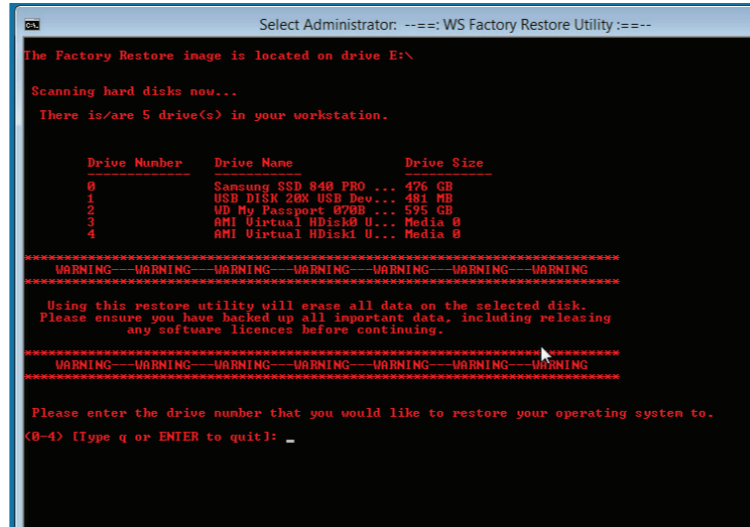 Select Administrator: --==: WS Factory Restore Utility :==--
The Factory Restore image is located on drive E:\
Scanning hard disks now...
There is/are 5 drive(s) in your workstation.
Drive Number Drive Name Drive Size
------------- ----------- -----------
0 Samsung SSD 840 PRO ... 476 GB
1 USB DISK 20X USB Dev... 481 MB
2 WD My Passport 070B ... 595 GB
3 AMI Virtual HDisk0 U... Media 0
4 AMI Virtual HDisk1 U... Media 0
***************************************************************************
WARNING---WARNING---WARNING---WARNING---WARNING---WARNING---WARNING
***************************************************************************
Using this restore utility will erase all data on the selected disk.
Please ensure you have backed up all important data, including releasing
any software licences before continuing.
***************************************************************************
WARNING---WARNING---WARNING---WARNING---WARNING---WARNING---WARNING
***************************************************************************
Please enter the drive number that you would like to restore your operating system to.
(0-4) [Type q or ENTER to quit]: _